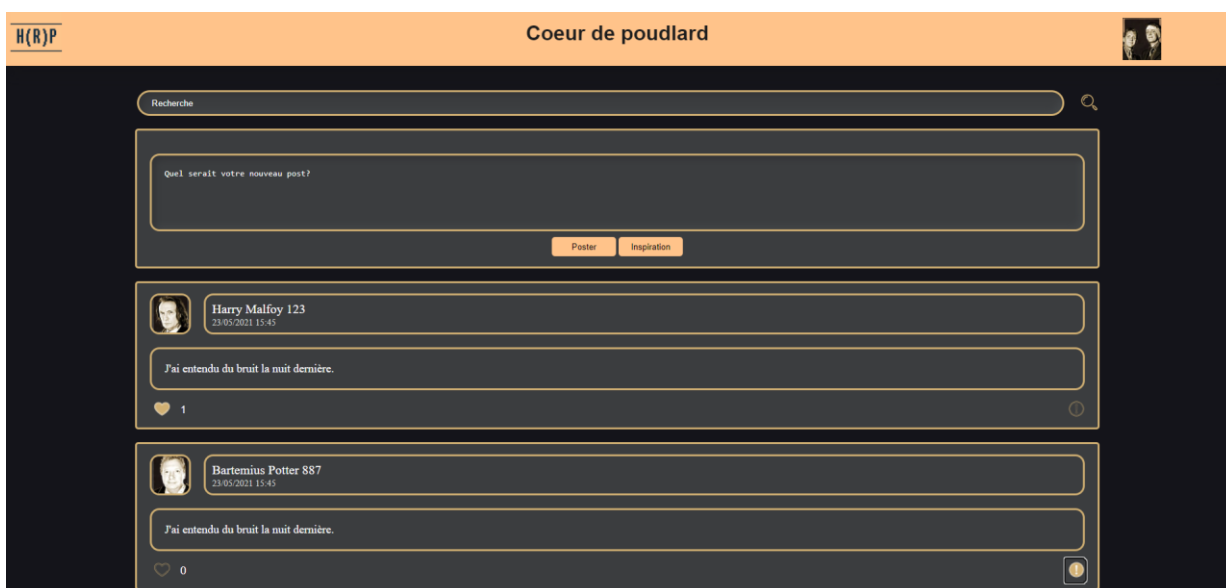 H(R)P
Coeur de poudlard
Recherche
Quel serait votre nouveau post?
Poster
Inspiration
Harry Malfoy 123
23/05/2021 15:45
J'ai entendu du bruit la nuit dernière.
1
Bartemius Potter 887
23/05/2021 15:45
J'ai entendu du bruit la nuit dernière.
0